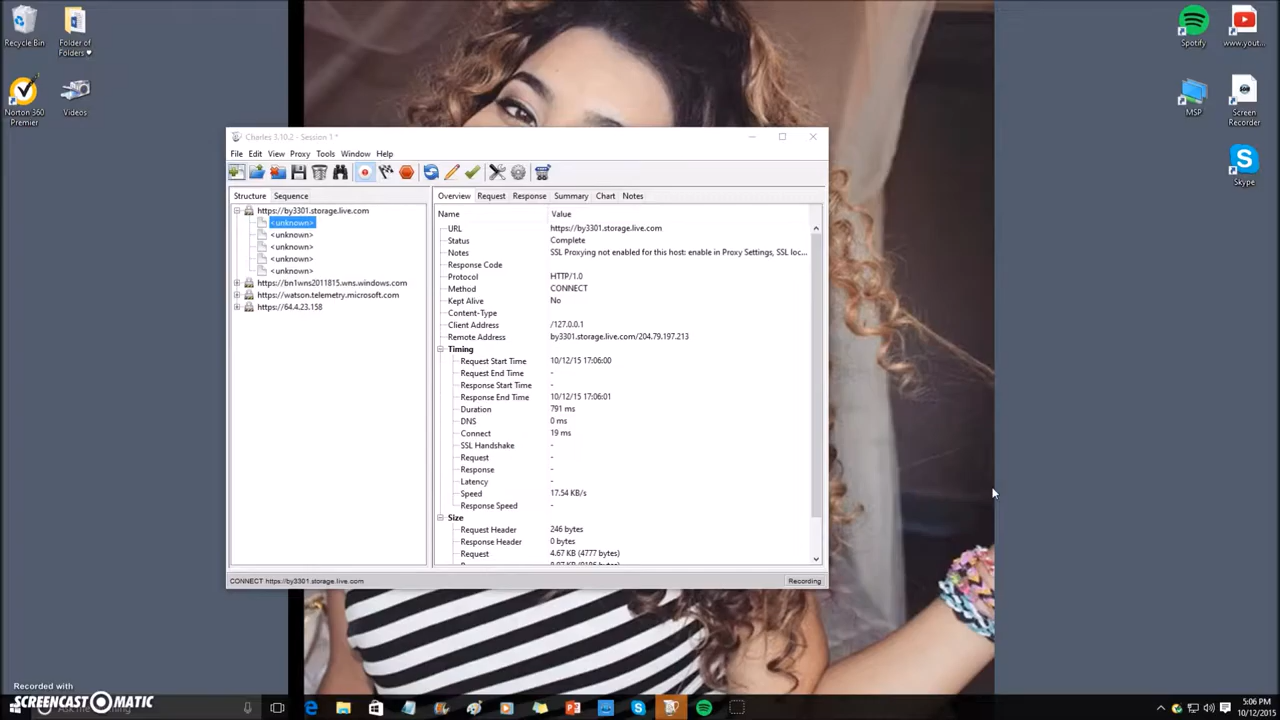 Recycle Bin
Folder of Folders ♥
Norton 360 Premier
Videos
Spotify
www.yout...
MSP
Screen Recorder
Skype
Charles 3.10.2 - Session 1 *
File Edit View Proxy Tools Window Help
Structure Sequence
Overview Request Response Summary Chart Notes
https://by3301.storage.live.com
<unknown>
<unknown>
<unknown>
<unknown>
<unknown>
https://bn1wns2011815.wns.windows.com
https://watson.telemetry.microsoft.com
https://64.4.23.158
Name Value
URL https://by3301.storage.live.com
Status Complete
Notes SSL Proxying not enabled for this host: enable in Proxy Settings, SSL loc...
Response Code
Protocol HTTP/1.0
Method CONNECT
Kept Alive No
Content-Type
Client Address /127.0.0.1
Remote Address by3301.storage.live.com/204.79.197.213
Timing
Request Start Time 10/12/15 17:06:00
Request End Time -
Response Start Time -
Response End Time 10/12/15 17:06:01
Duration 791 ms
DNS 0 ms
Connect 19 ms
SSL Handshake -
Request -
Response -
Latency -
Speed 17.54 KB/s
Response Speed -
Size
Request Header 246 bytes
Response Header 0 bytes
Request 4.67 KB (4777 bytes)
CONNECT https://by3301.storage.live.com
Recording
Recorded with
SCREENCAST MATIC
5:06 PM
10/12/2015